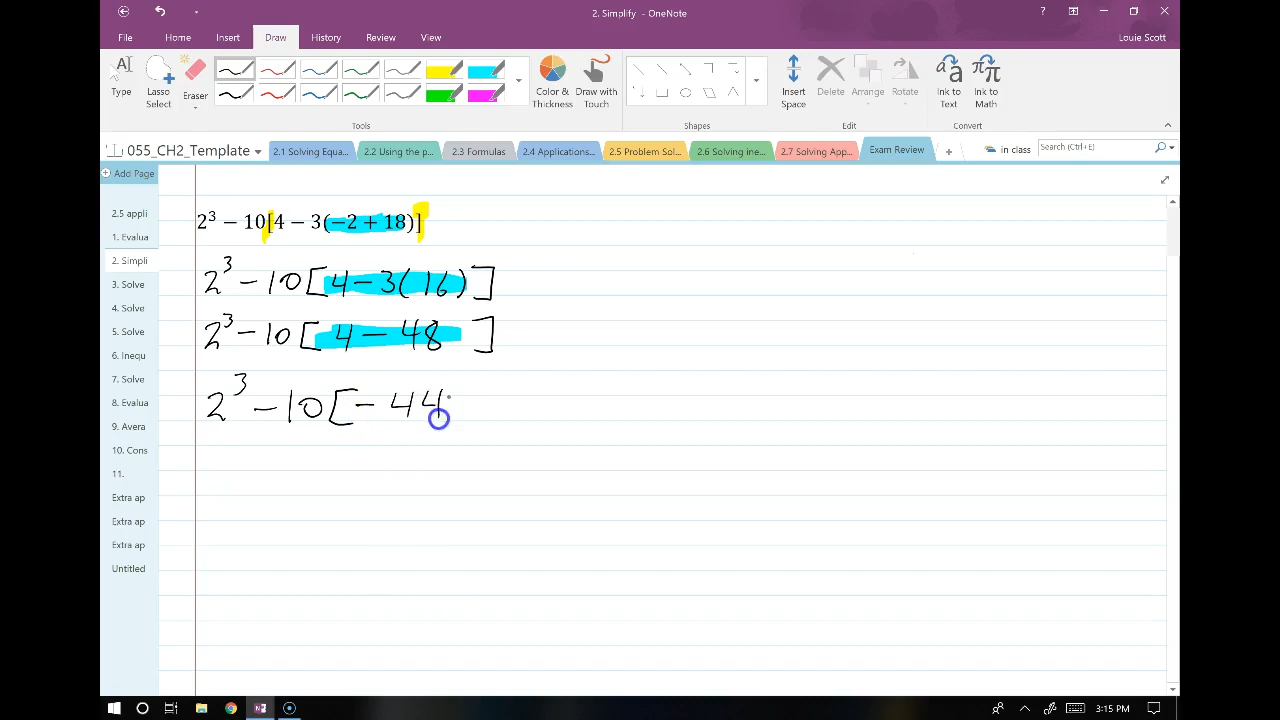 2. Simplify - OneNote
Louie Scott
File Home Insert Draw History Review View
Type Lasso Select Eraser Color & Thickness Draw with Touch Insert Space Delete Arrange Rotate Ink to Text Ink to Math
Tools Shapes Edit Convert
055_CH2_Template 2.1 Solving Equa... 2.2 Using the p... 2.3 Formulas 2.4 Applications... 2.5 Problem Sol... 2.6 Solving ine... 2.7 Solving App... Exam Review + in class Search (Ctrl+E)
Add Page
2.5 appli
1. Evalua
2. Simpli
3. Solve
4. Solve
5. Solve
6. Inequ
7. Solve
8. Evalua
9. Avera
10. Cons
11.
Extra ap
Extra ap
Extra ap
Untitled
2³ − 10[4 − 3(−2 + 18)]
2³ − 10[4 − 3(16)]
2³ − 10[4 − 48]
2³ − 10[− 44
3:15 PM